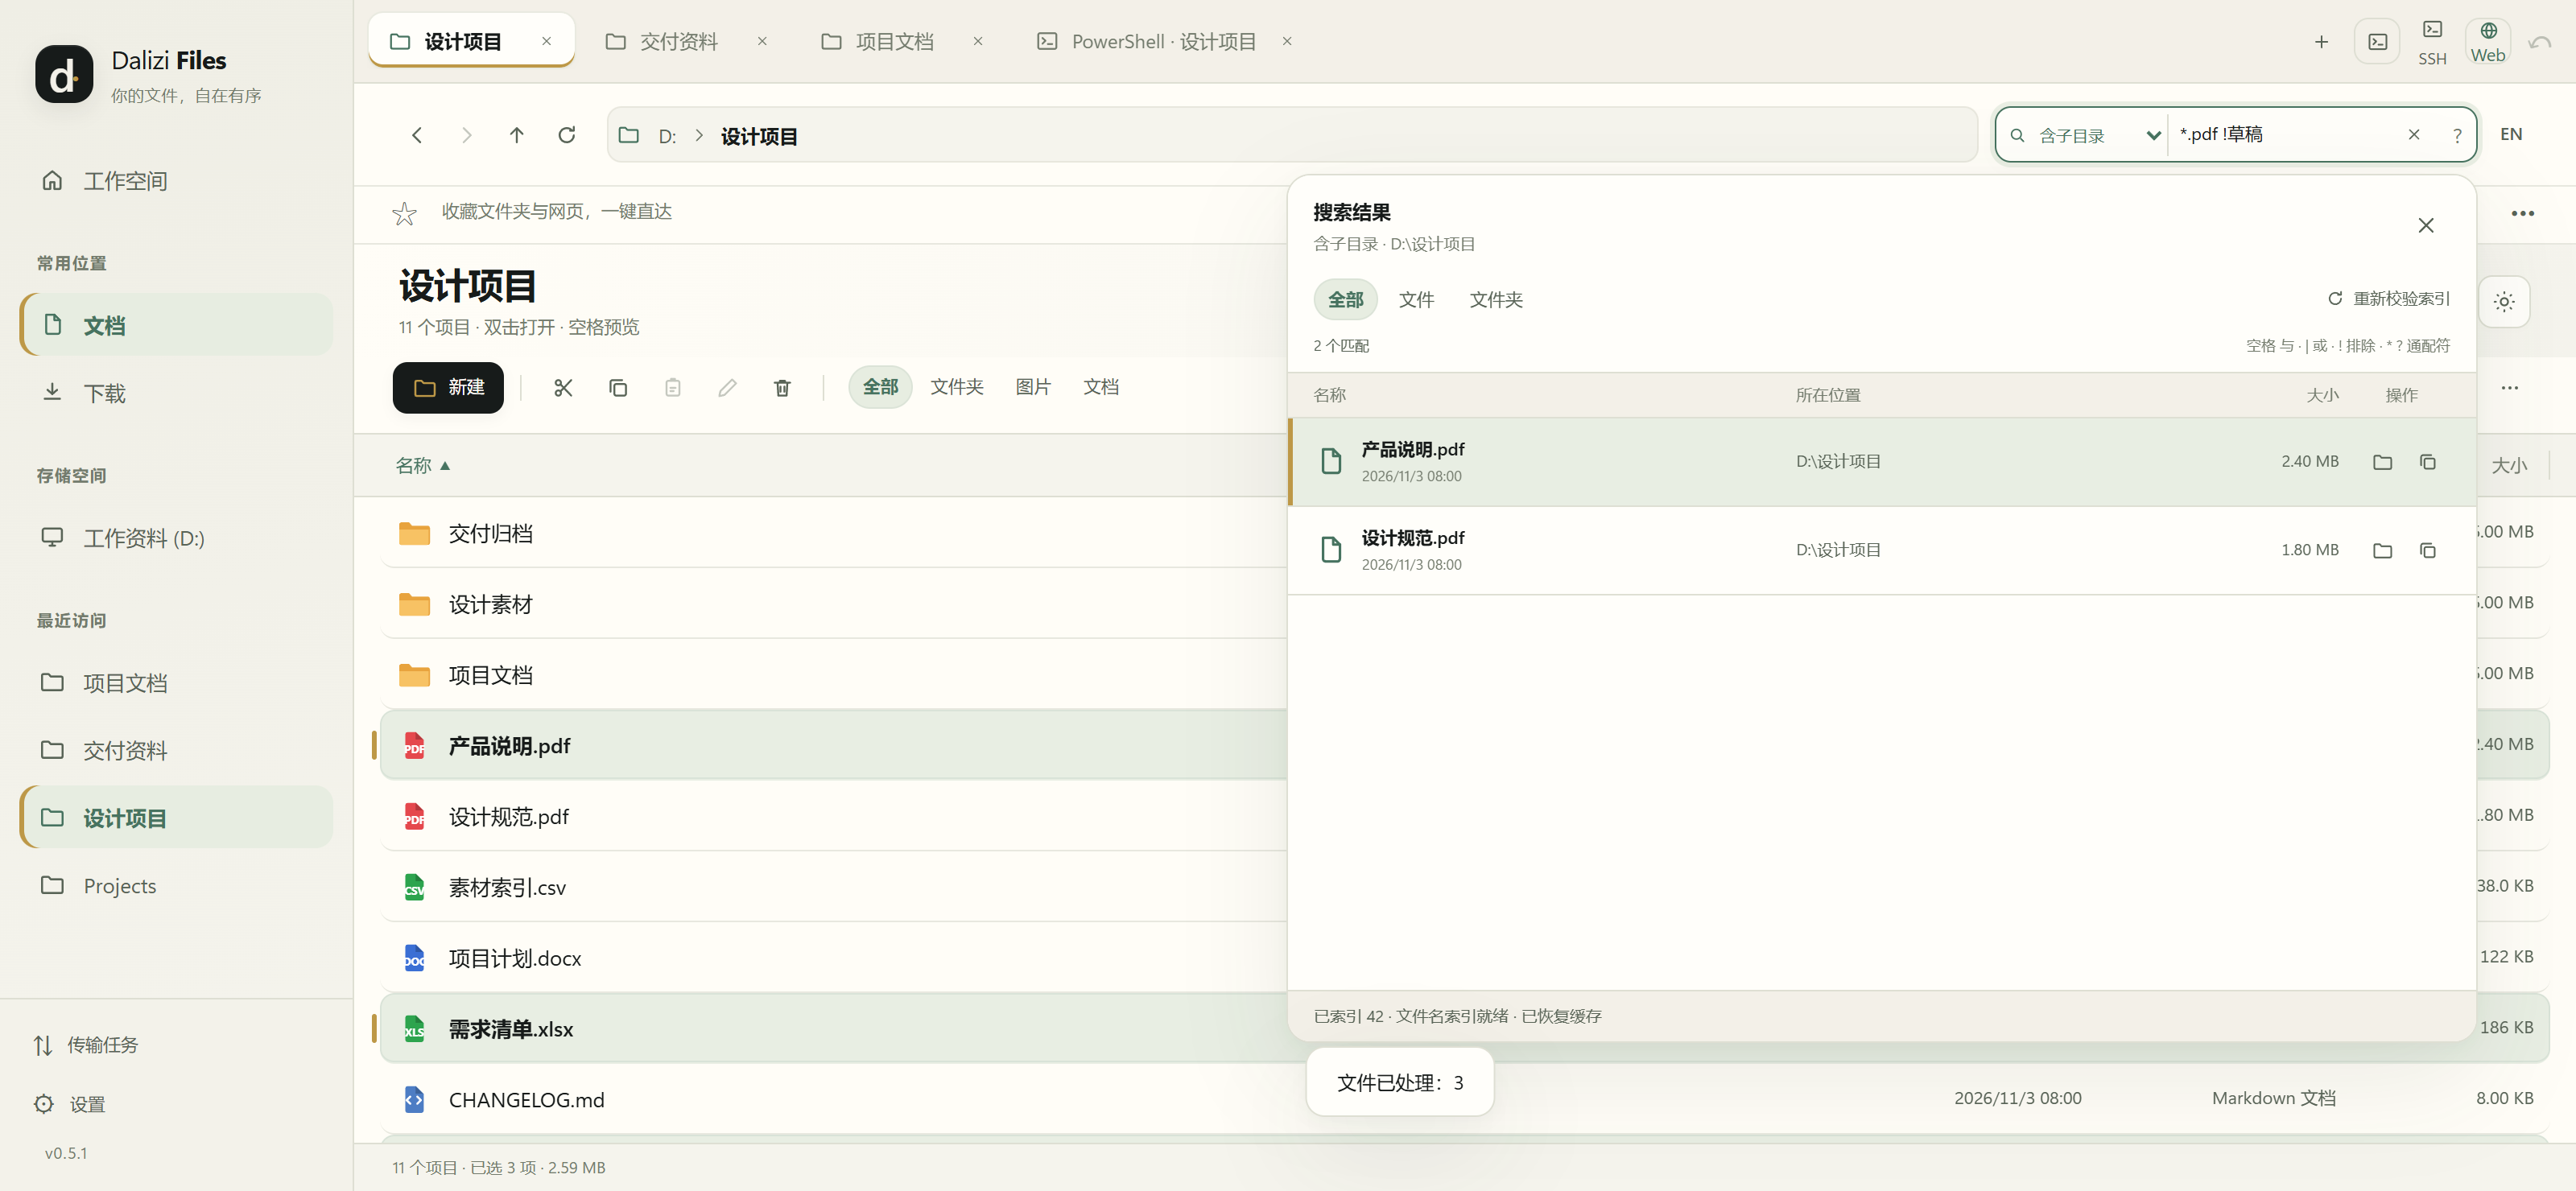 Dalizi Files
你的文件，自在有序
工作空间
常用位置
文档
下载
存储空间
工作资料 (D:)
最近访问
项目文档
交付资料
设计项目
Projects
传输任务
设置
v0.5.1
设计项目
交付资料
项目文档
PowerShell · 设计项目
SSH
Web
D: > 设计项目
含子目录
*.pdf !草稿
?
EN
收藏文件夹与网页，一键直达
设计项目
11 个项目 · 双击打开 · 空格预览
新建
全部 文件夹 图片 文档
名称 ▲
大小
交付归档
设计素材
项目文档
产品说明.pdf
设计规范.pdf
素材索引.csv
38.0 KB
项目计划.docx
122 KB
需求清单.xlsx
186 KB
CHANGELOG.md
2026/11/3 08:00
Markdown 文档
8.00 KB
11 个项目 · 已选 3 项 · 2.59 MB
搜索结果
含子目录 · D:\设计项目
全部 文件 文件夹
重新校验索引
2 个匹配
空格 与 · | 或 · ! 排除 · * ? 通配符
名称 所在位置 大小 操作
产品说明.pdf
2026/11/3 08:00
D:\设计项目
2.40 MB
设计规范.pdf
2026/11/3 08:00
D:\设计项目
1.80 MB
已索引 42 · 文件名索引就绪 · 已恢复缓存
文件已处理：3